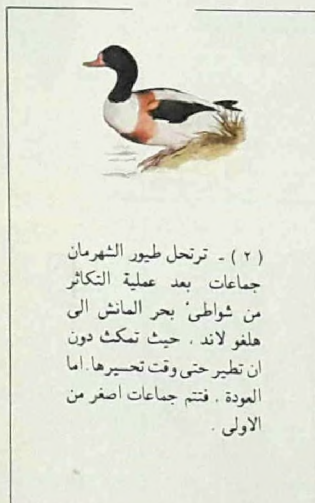 ( ٢ ) ـ ترتحل طيور الشهرمان
جماعات بعد عملية التكاثر
من شواطىء بحر المانش الى
هلغو لاند ، حيث تمكث دون
ان تطير حتى وقت تحسيرها. اما
العودة ، فتتم جماعات اصغر من
الاولى .